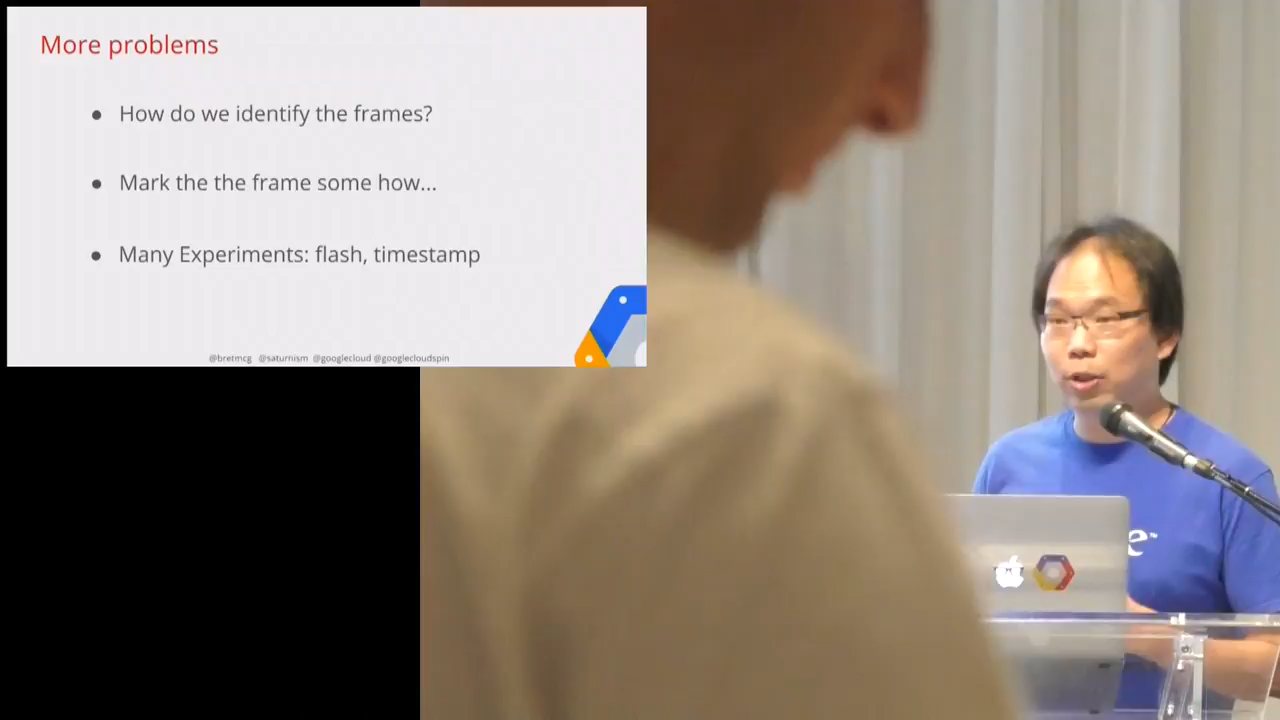 More problems
● How do we identify the frames?
● Mark the the frame some how...
● Many Experiments: flash, timestamp
@bretmcg @saturnism @googlecloud @googlecloudspin
e™